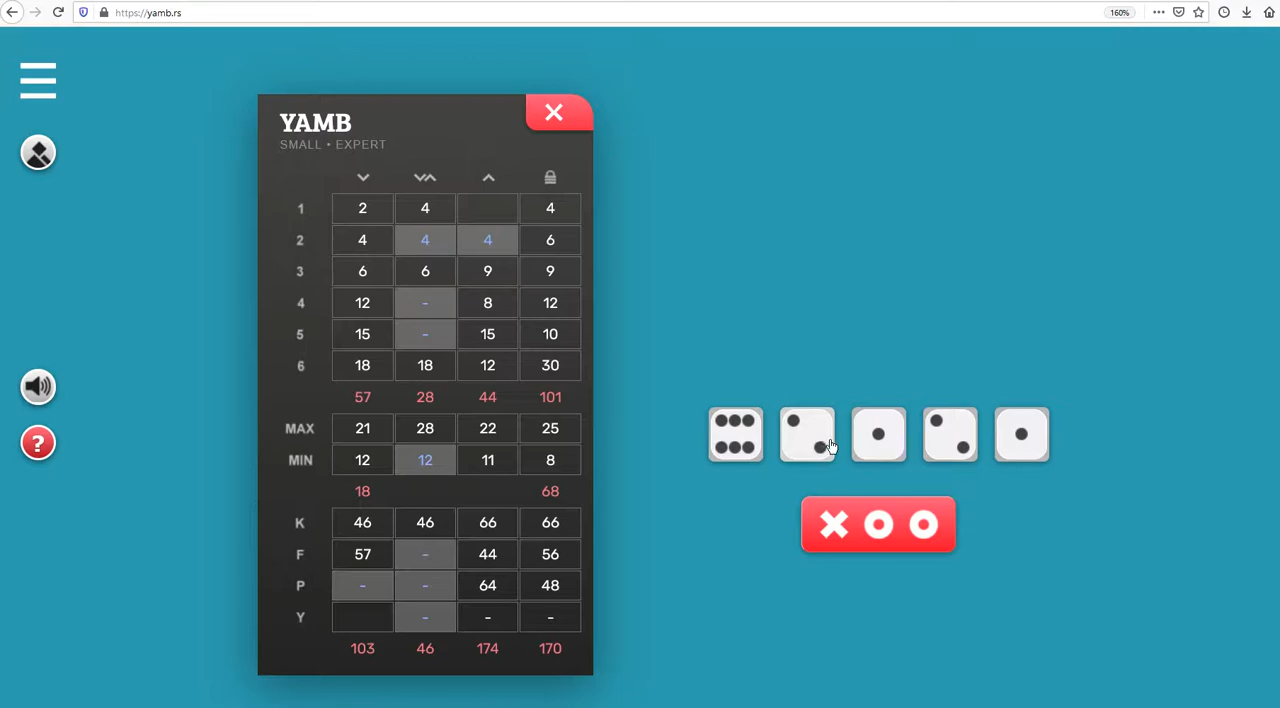 https://yamb.rs
160%
YAMB
SMALL • EXPERT
1 2 4 4
2 4 4 4 6
3 6 6 9 9
4 12 - 8 12
5 15 - 15 10
6 18 18 12 30
57 28 44 101
MAX 21 28 22 25
MIN 12 12 11 8
18 68
K 46 46 66 66
F 57 - 44 56
P - - 64 48
Y - - -
103 46 174 170
?